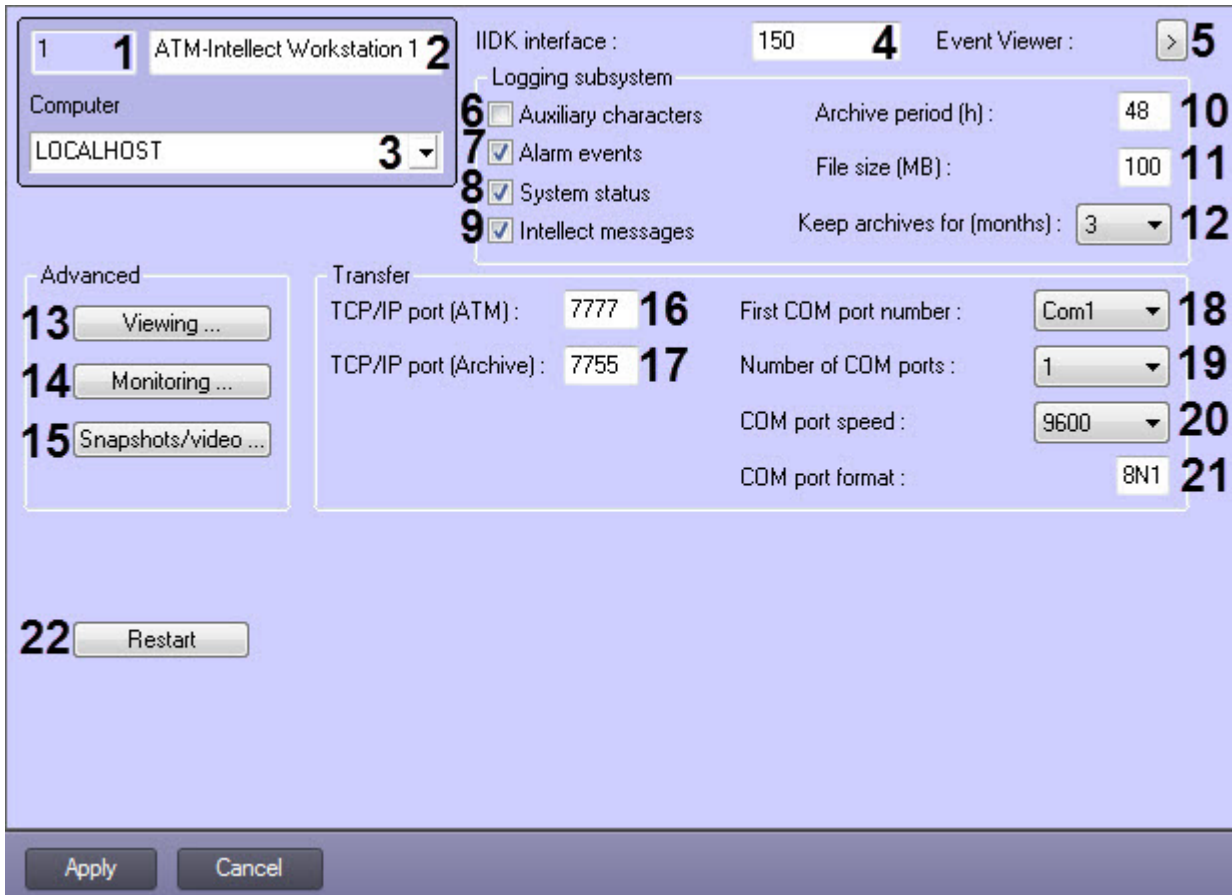 1 1 ATM-Intellect Workstation 1 2
Computer
LOCALHOST 3
IIDK interface : 150 4 Event Viewer : > 5
Logging subsystem
6 Auxiliary characters
7 Alarm events
8 System status
9 Intellect messages
Archive period (h) : 48 10
File size (MB) : 100 11
Keep archives for (months) : 3 12
Advanced
13 Viewing ...
14 Monitoring ...
15 Snapshots/video ...
Transfer
TCP/IP port (ATM) : 7777 16
TCP/IP port (Archive) : 7755 17
First COM port number : Com1 18
Number of COM ports : 1 19
COM port speed : 9600 20
COM port format : 8N1 21
22 Restart
Apply Cancel